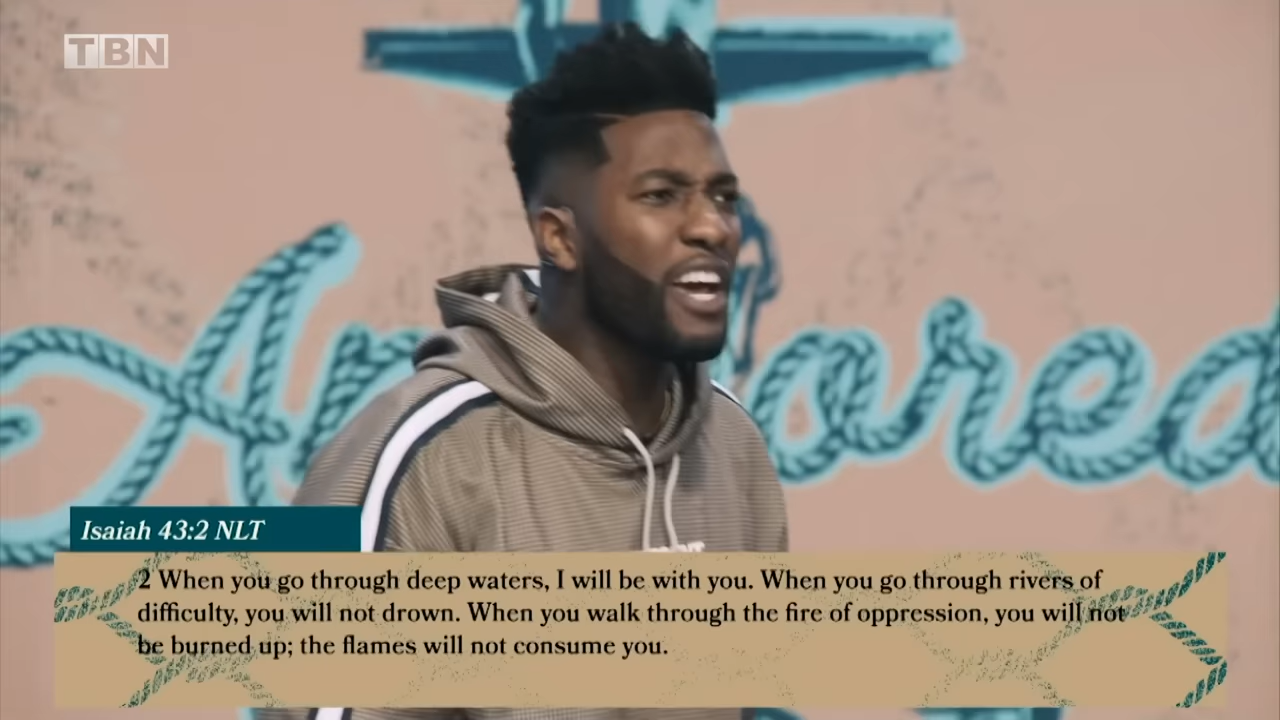 TBN
Anchored
Isaiah 43:2 NLT
2 When you go through deep waters, I will be with you. When you go through rivers of
difficulty, you will not drown. When you walk through the fire of oppression, you will not
be burned up; the flames will not consume you.